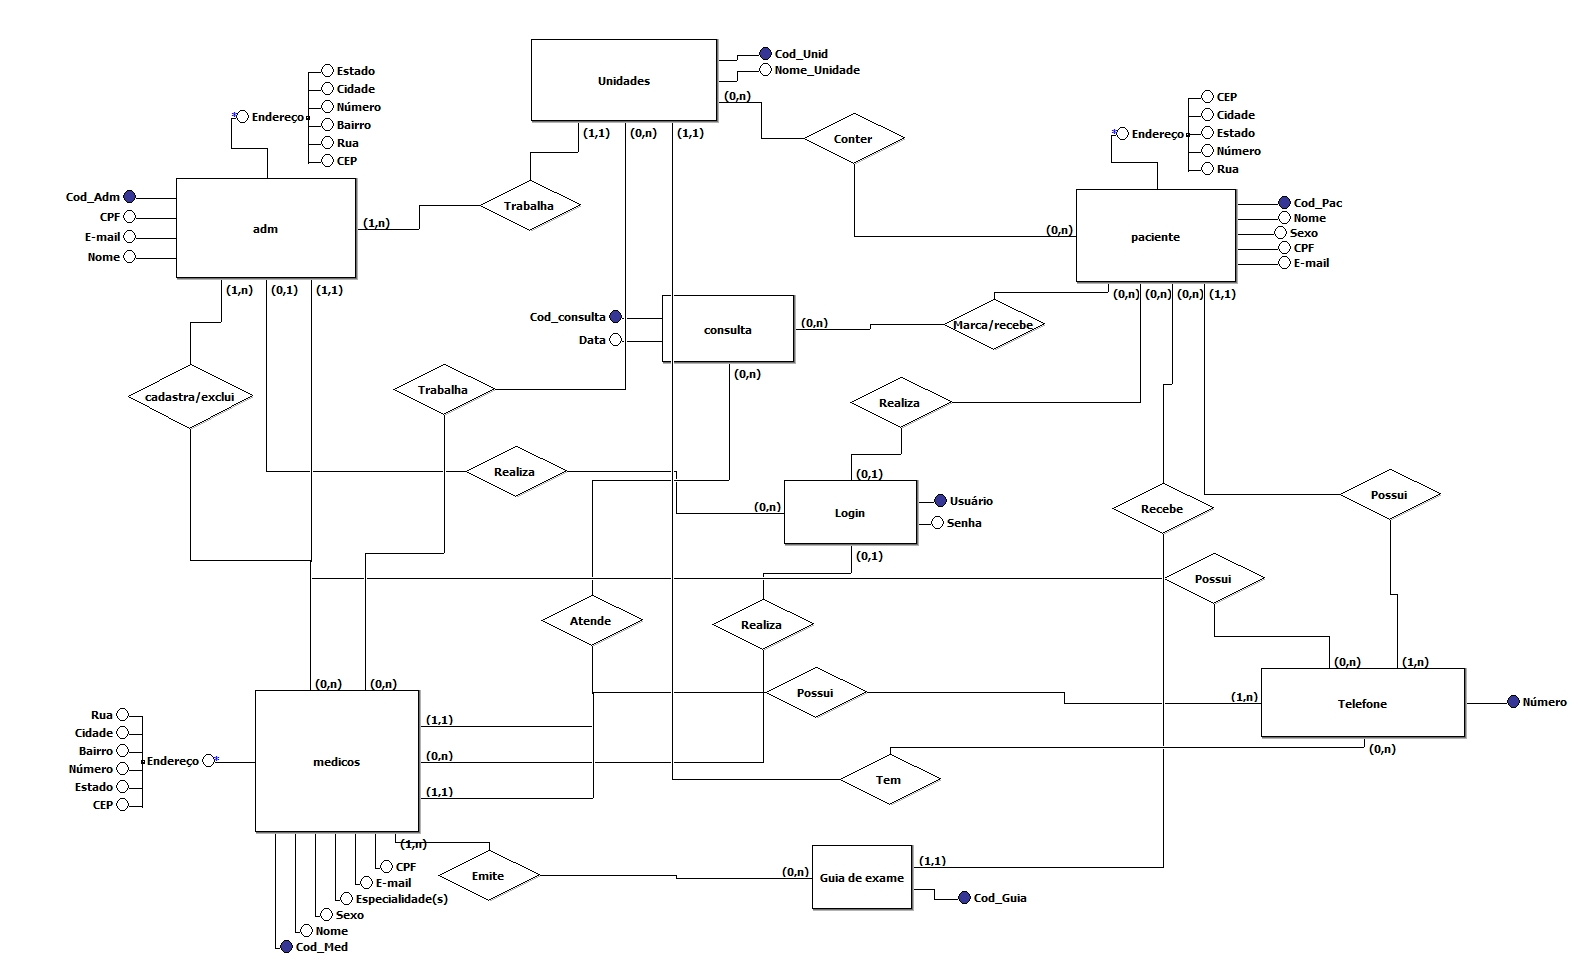 Unidades
Cod_Unid
Nome_Unidade
(0,n)
(1,1)
(0,n)
(1,1)
Conter
Estado
Cidade
Número
Bairro
Rua
CEP
* Endereço
Cod_Adm
CPF
E-mail
Nome
adm
(1,n)
Trabalha
(1,n)
(0,1)
(1,1)
CEP
Cidade
Estado
Número
Rua
* Endereço
paciente
Cod_Pac
Nome
Sexo
CPF
E-mail
(0,n)
(0,n)
(0,n)
(0,n)
(1,1)
Cod_consulta
Data
consulta
(0,n)
(0,n)
Marca/recebe
cadastra/exclui
Trabalha
Realiza
Realiza
(0,1)
(0,n)
Login
Usuário
Senha
(0,1)
Recebe
Possui
Possui
Atende
Realiza
(0,n)
(1,n)
(0,n)
(0,n)
Possui
(1,n)
Telefone
Número
(0,n)
Rua
Cidade
Bairro
Número
Estado
CEP
Endereço *
medicos
(1,1)
(0,n)
(1,1)
Tem
(1,n)
CPF
E-mail
Especialidade(s)
Sexo
Nome
Cod_Med
Emite
(0,n)
Guia de exame
(1,1)
Cod_Guia